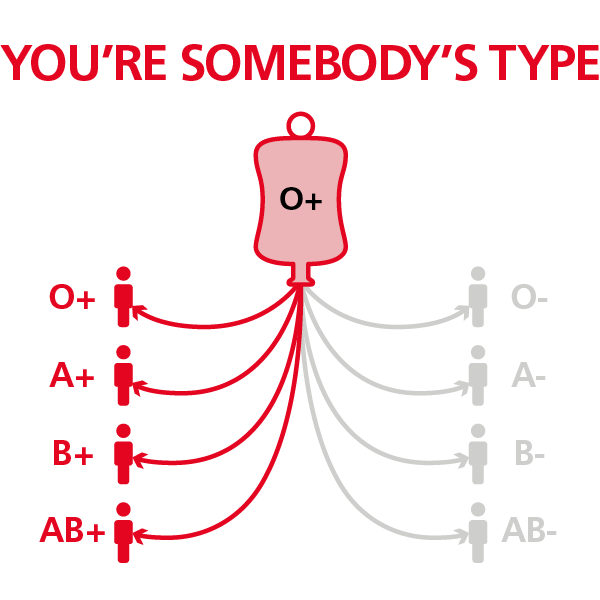 YOU'RE SOMEBODY'S TYPE
O+
O+ O-
A+ A-
B+ B-
AB+ AB-